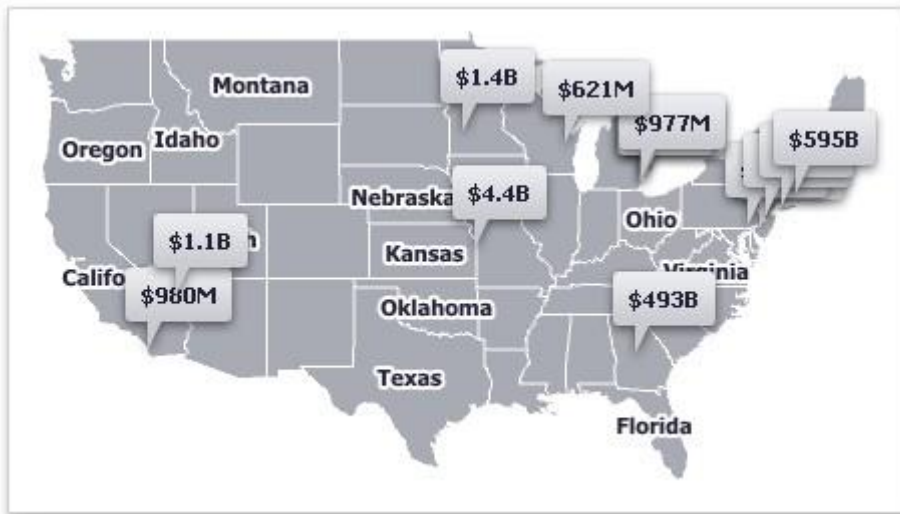 $1.4B
Montana
$621M
$977M
$595B
Oregon
Idaho
$
Nebraska
$4.4B
Ohio
$1.1B
h
Kansas
Virginia
Califo
$980M
Oklahoma
$493B
Texas
Florida